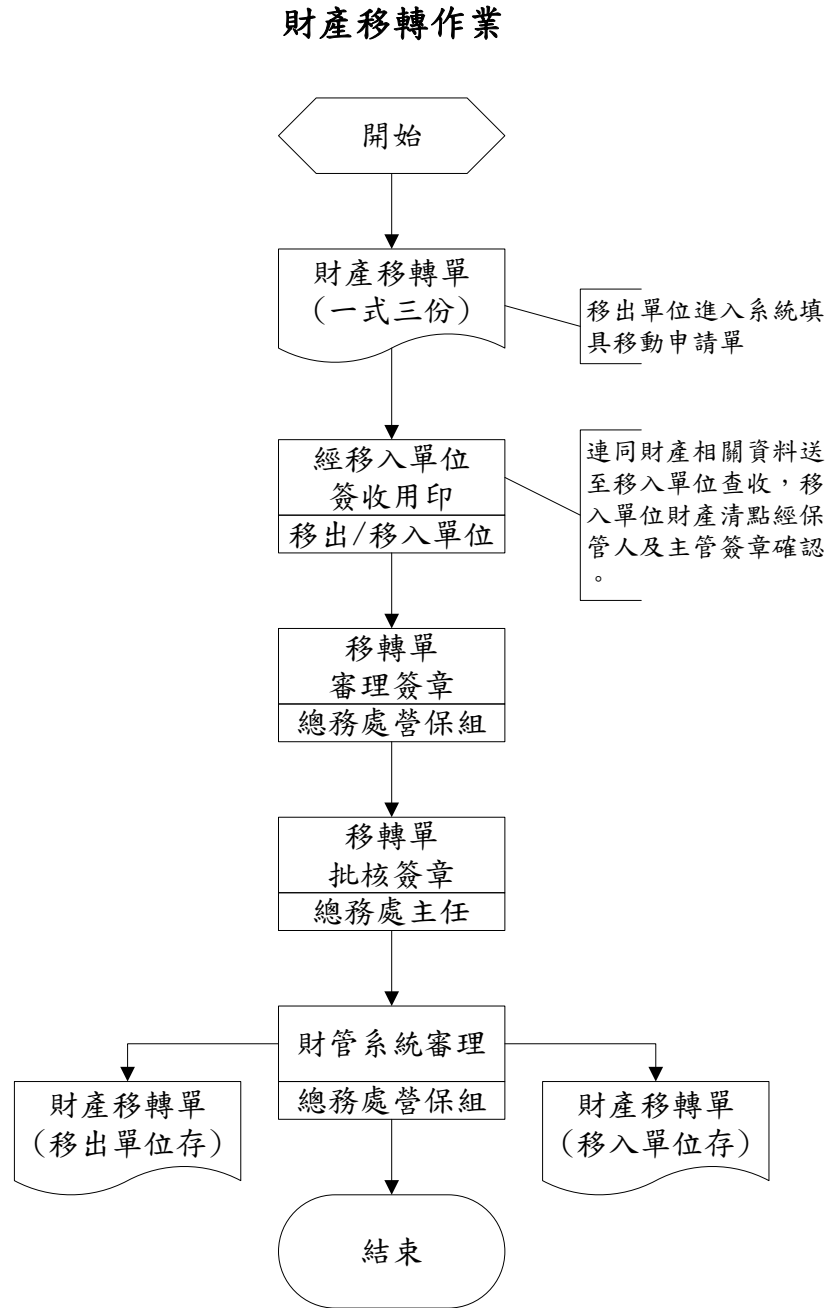 財產移轉作業
開始
財產移轉單
(一式三份)
移出單位進入系統填
具移動申請單
經移入單位
簽收用印
移出/移入單位
連同財產相關資料送
至移入單位查收，移
入單位財產清點經保
管人及主管簽章確認
。
移轉單
審理簽章
總務處營保組
移轉單
批核簽章
總務處主任
財管系統審理
總務處營保組
財產移轉單
(移出單位存)
財產移轉單
(移入單位存)
結束